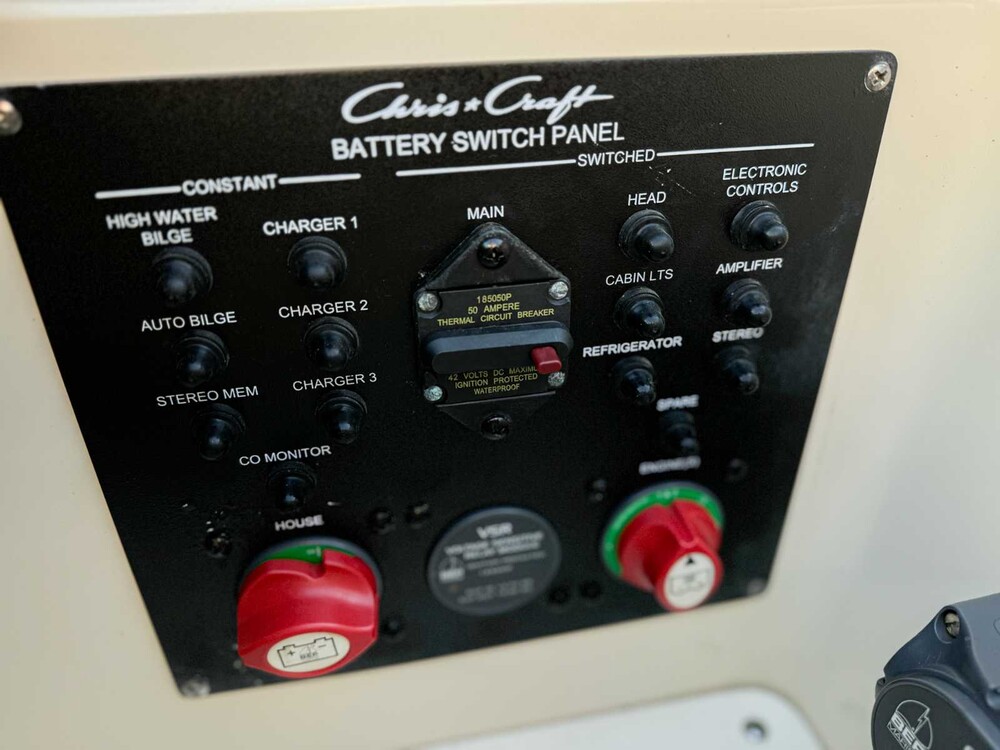 Chris★Craft
BATTERY SWITCH PANEL
CONSTANT
SWITCHED
HIGH WATER
BILGE
CHARGER 1
MAIN
HEAD
ELECTRONIC
CONTROLS
AUTO BILGE
CHARGER 2
185050P
50 AMPERE
THERMAL CIRCUIT BREAKER
CABIN LTS
AMPLIFIER
STEREO MEM
CHARGER 3
42 VOLTS DC
IGNITION PROTECTED
WATERPROOF
REFRIGERATOR
STEREO
CO MONITOR
SPARE
HOUSE
ENGINE(S)
VSR
BEP
BEP